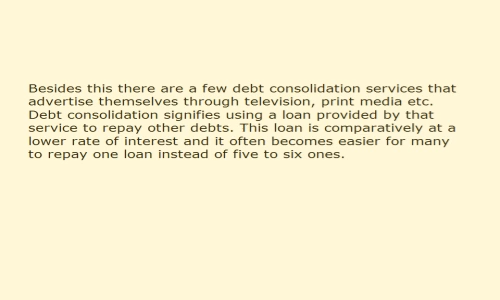 Besides this there are a few debt consolidation services that
advertise themselves through television, print media etc.
Debt consolidation signifies using a loan provided by that
service to repay other debts. This loan is comparatively at a
lower rate of interest and it often becomes easier for many
to repay one loan instead of five to six ones.